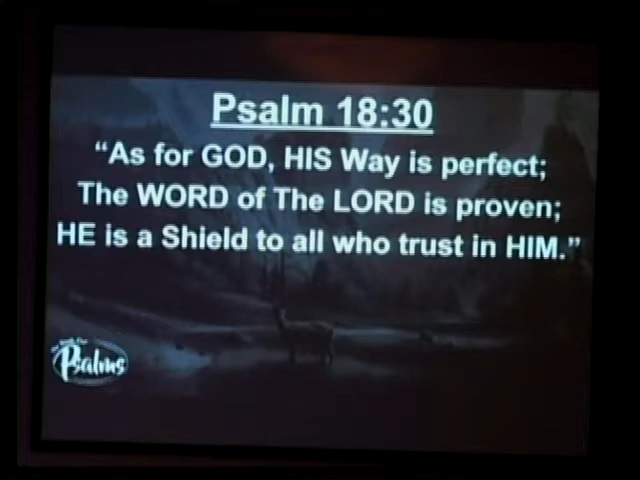 Psalm 18:30
“As for GOD, HIS Way is perfect;
The WORD of The LORD is proven;
HE is a Shield to all who trust in HIM.”
Psalms